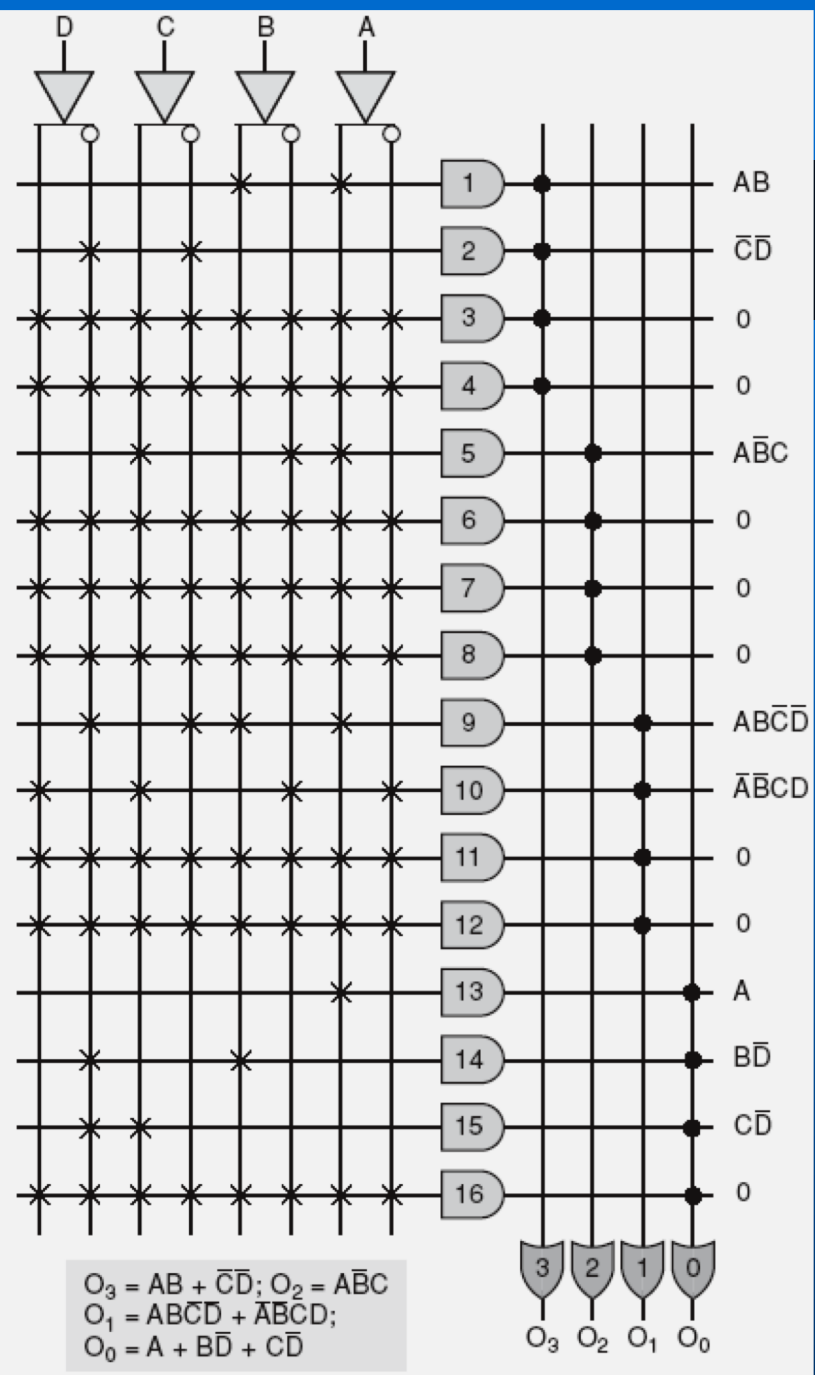 D C B A
1 AB
2 C̅D̅
3 0
4 0
5 AB̅C
6 0
7 0
8 0
9 ABC̅D̅
10 A̅B̅CD
11 0
12 0
13 A
14 BD̅
15 CD̅
16 0
3 2 1 0
O₃ = AB + C̅D̅; O₂ = AB̅C
O₁ = ABC̅D̅ + A̅B̅CD;
O₀ = A + BD̅ + CD̅
O₃ O₂ O₁ O₀